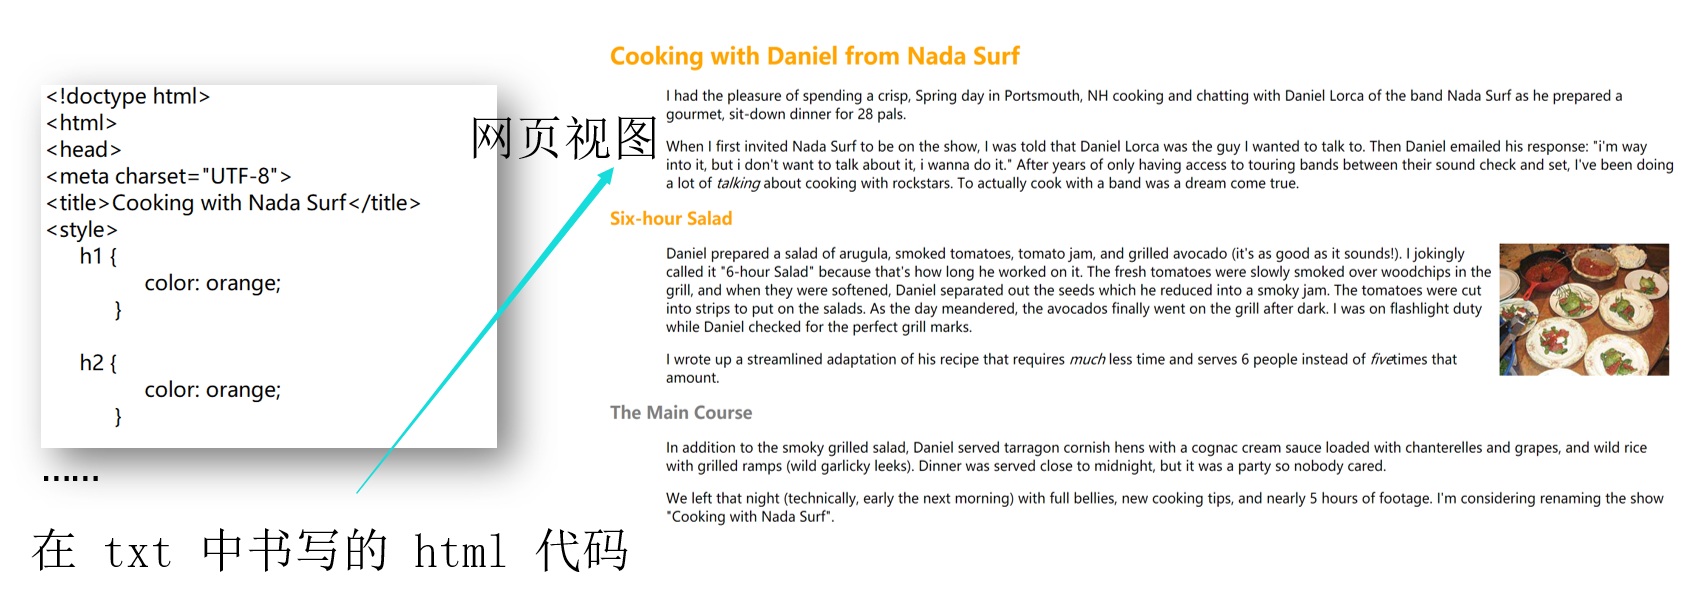 <!doctype html>
<html>
<head>
<meta charset="UTF-8">
<title>Cooking with Nada Surf</title>
<style>
h1 {
color: orange;
}
h2 {
color: orange;
}
……
在 txt 中书写的 html 代码
网页视图
Cooking with Daniel from Nada Surf
I had the pleasure of spending a crisp, Spring day in Portsmouth, NH cooking and chatting with Daniel Lorca of the band Nada Surf as he prepared a
gourmet, sit-down dinner for 28 pals.
When I first invited Nada Surf to be on the show, I was told that Daniel Lorca was the guy I wanted to talk to. Then Daniel emailed his response: "i'm way
into it, but i don't want to talk about it, i wanna do it." After years of only having access to touring bands between their sound check and set, I've been doing
a lot of talking about cooking with rockstars. To actually cook with a band was a dream come true.
Six-hour Salad
Daniel prepared a salad of arugula, smoked tomatoes, tomato jam, and grilled avocado (it's as good as it sounds!). I jokingly
called it "6-hour Salad" because that's how long he worked on it. The fresh tomatoes were slowly smoked over woodchips in the
grill, and when they were softened, Daniel separated out the seeds which he reduced into a smoky jam. The tomatoes were cut
into strips to put on the salads. As the day meandered, the avocados finally went on the grill after dark. I was on flashlight duty
while Daniel checked for the perfect grill marks.
I wrote up a streamlined adaptation of his recipe that requires much less time and serves 6 people instead of fivetimes that
amount.
The Main Course
In addition to the smoky grilled salad, Daniel served tarragon cornish hens with a cognac cream sauce loaded with chanterelles and grapes, and wild rice
with grilled ramps (wild garlicky leeks). Dinner was served close to midnight, but it was a party so nobody cared.
We left that night (technically, early the next morning) with full bellies, new cooking tips, and nearly 5 hours of footage. I'm considering renaming the show
"Cooking with Nada Surf".